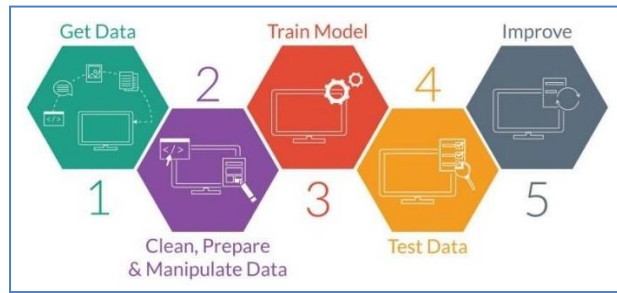 Get Data
1
2
Clean, Prepare
& Manipulate Data
Train Model
3
4
Test Data
Improve
5
</>
</>